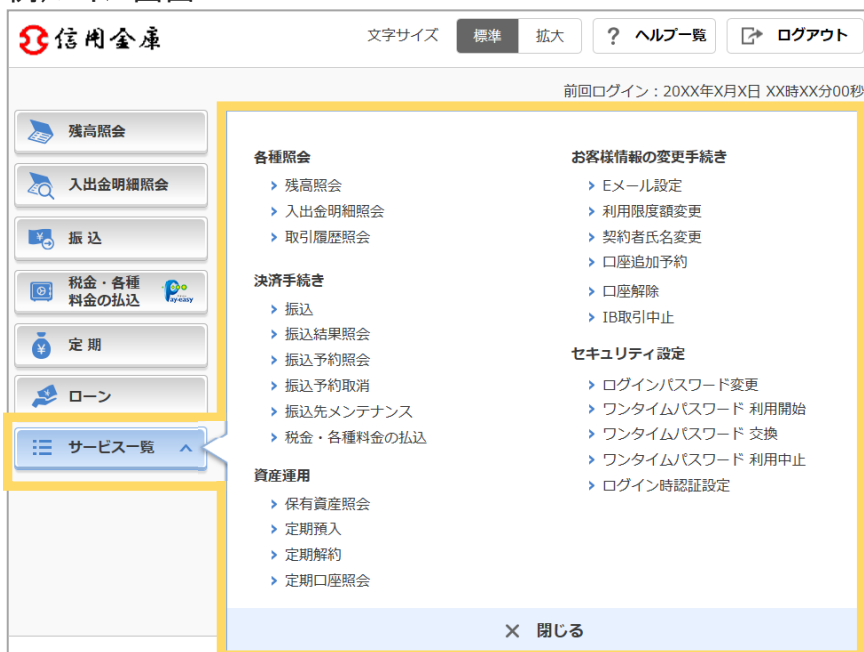 信用金庫
文字サイズ 標準 拡大 ? ヘルプ一覧 ログアウト
前回ログイン：20XX年X月X日 XX時XX分00秒
残高照会
入出金明細照会
振込
税金・各種
料金の払込
Pay-easy
定期
ローン
サービス一覧
各種照会
残高照会
入出金明細照会
取引履歴照会
決済手続き
振込
振込結果照会
振込予約照会
振込予約取消
振込先メンテナンス
税金・各種料金の払込
資産運用
保有資産照会
定期預入
定期解約
定期口座照会
お客様情報の変更手続き
Eメール設定
利用限度額変更
契約者氏名変更
口座追加予約
口座解除
IB取引中止
セキュリティ設定
ログインパスワード変更
ワンタイムパスワード 利用開始
ワンタイムパスワード 交換
ワンタイムパスワード 利用中止
ログイン時認証設定
× 閉じる